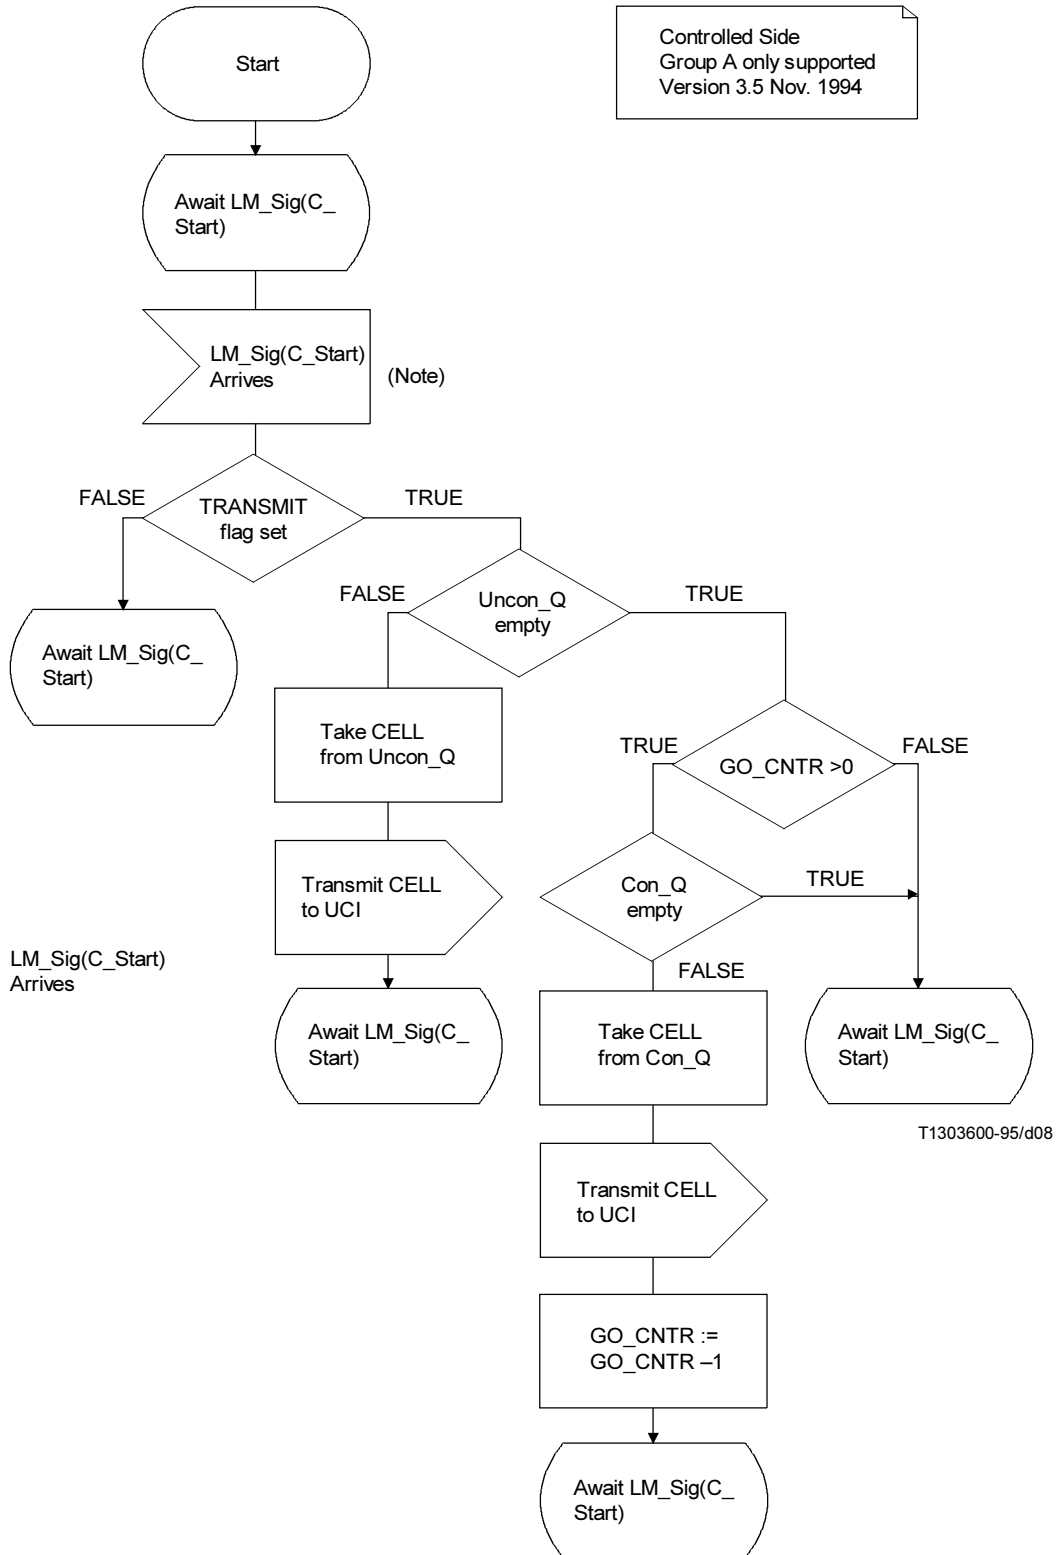 Start
Controlled Side
Group A only supported
Version 3.5 Nov. 1994
Await LM_Sig(C_
Start)
LM_Sig(C_Start)
Arrives
(Note)
FALSE
TRANSMIT
flag set
TRUE
FALSE
Uncon_Q
empty
TRUE
Await LM_Sig(C_
Start)
Take CELL
from Uncon_Q
TRUE
GO_CNTR >0
FALSE
Transmit CELL
to UCI
Con_Q
empty
TRUE
LM_Sig(C_Start)
Arrives
FALSE
Await LM_Sig(C_
Start)
Take CELL
from Con_Q
Await LM_Sig(C_
Start)
T1303600-95/d08
Transmit CELL
to UCI
GO_CNTR :=
GO_CNTR –1
Await LM_Sig(C_
Start)